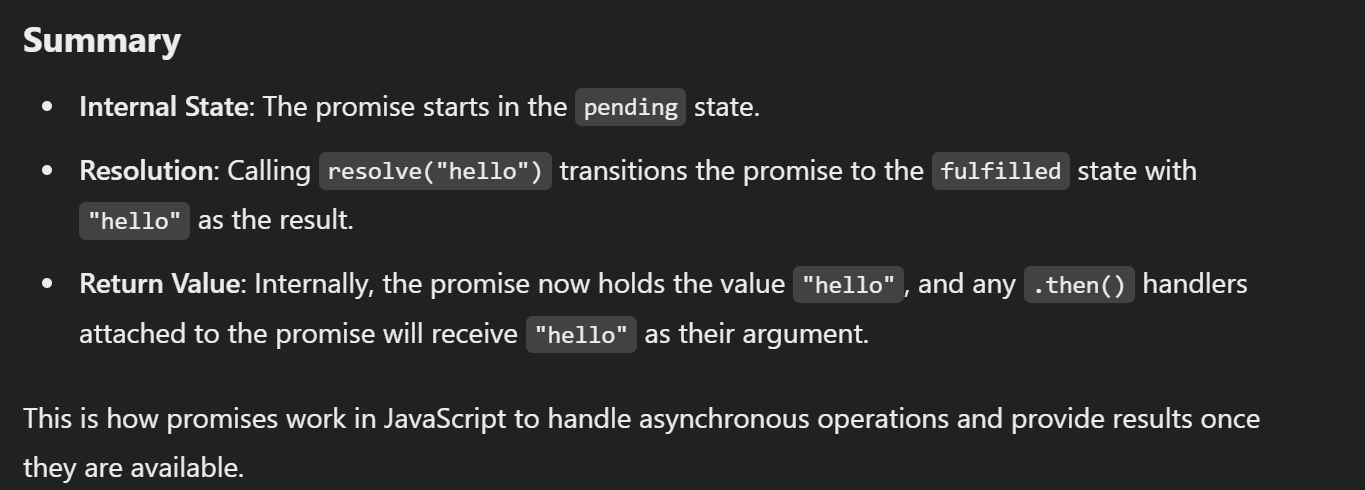 Summary
• Internal State: The promise starts in the pending state.
• Resolution: Calling resolve("hello") transitions the promise to the fulfilled state with
"hello" as the result.
• Return Value: Internally, the promise now holds the value "hello", and any .then() handlers
attached to the promise will receive "hello" as their argument.
This is how promises work in JavaScript to handle asynchronous operations and provide results once
they are available.